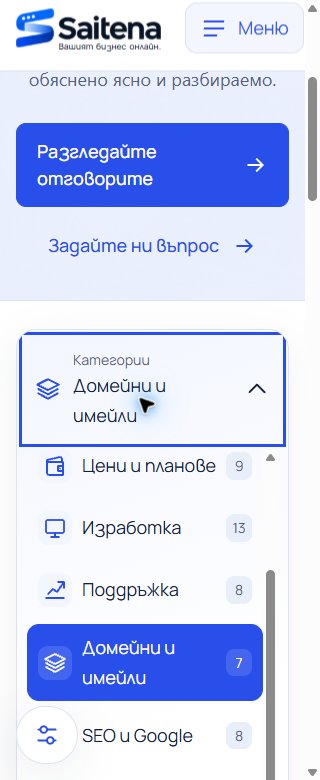 Saitena
Вашият бизнес онлайн.
Меню
обяснено ясно и разбираемо.
Разгледайте
отговорите
Задайте ни въпрос
Категории
Домейни и
имейли
Цени и планове 9
Изработка 13
Поддръжка 8
Домейни и
имейли 7
SEO и Google 8